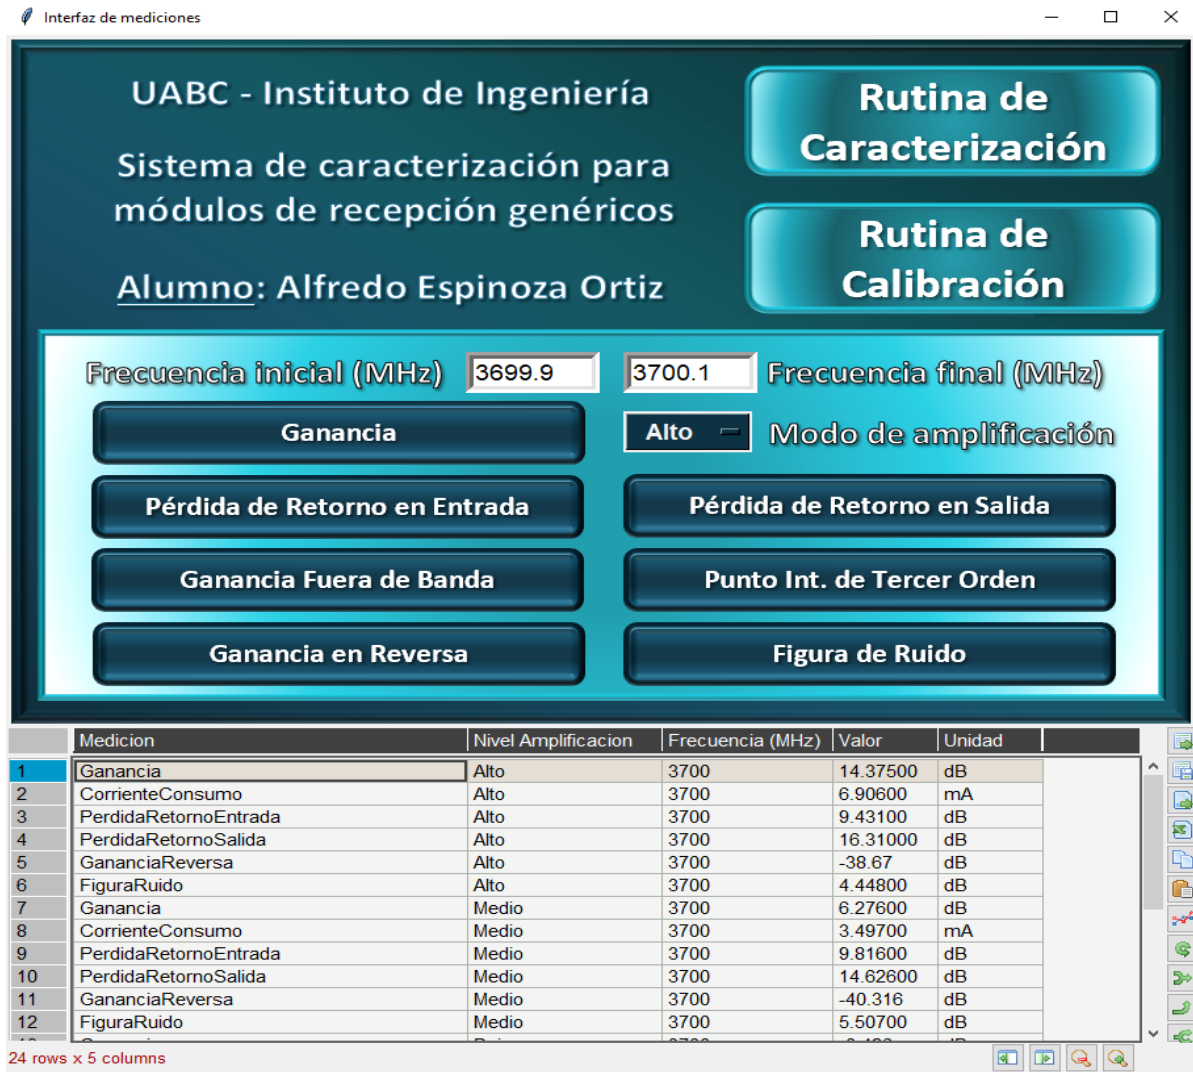 Interfaz de mediciones
UABC - Instituto de Ingeniería
Sistema de caracterización para
módulos de recepción genéricos
Alumno: Alfredo Espinoza Ortiz
Rutina de
Caracterización
Rutina de
Calibración
Frecuencia inicial (MHz) 3699.9 3700.1 Frecuencia final (MHz)
Ganancia Alto Modo de amplificación
Pérdida de Retorno en Entrada Pérdida de Retorno en Salida
Ganancia Fuera de Banda Punto Int. de Tercer Orden
Ganancia en Reversa Figura de Ruido
Medicion Nivel Amplificacion Frecuencia (MHz) Valor Unidad
1 Ganancia Alto 3700 14.37500 dB
2 CorrienteConsumo Alto 3700 6.90600 mA
3 PerdidaRetornoEntrada Alto 3700 9.43100 dB
4 PerdidaRetornoSalida Alto 3700 16.31000 dB
5 GananciaReversa Alto 3700 -38.67 dB
6 FiguraRuido Alto 3700 4.44800 dB
7 Ganancia Medio 3700 6.27600 dB
8 CorrienteConsumo Medio 3700 3.49700 mA
9 PerdidaRetornoEntrada Medio 3700 9.81600 dB
10 PerdidaRetornoSalida Medio 3700 14.62600 dB
11 GananciaReversa Medio 3700 -40.316 dB
12 FiguraRuido Medio 3700 5.50700 dB
24 rows x 5 columns